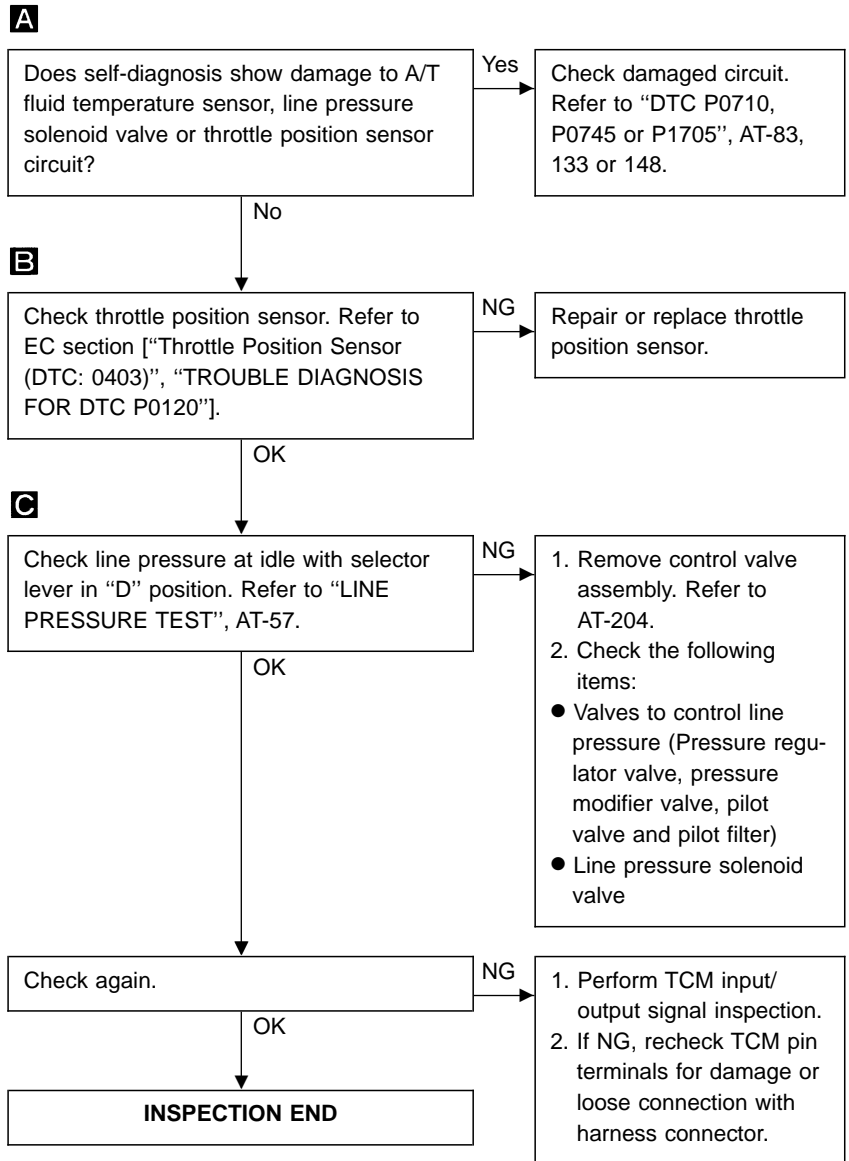 A
Does self-diagnosis show damage to A/T
fluid temperature sensor, line pressure
solenoid valve or throttle position sensor
circuit?
Yes
Check damaged circuit.
Refer to “DTC P0710,
P0745 or P1705’’, AT-83,
133 or 148.
No
B
Check throttle position sensor. Refer to
EC section [“Throttle Position Sensor
(DTC: 0403)’’, “TROUBLE DIAGNOSIS
FOR DTC P0120’’].
NG
Repair or replace throttle
position sensor.
OK
C
Check line pressure at idle with selector
lever in “D’’ position. Refer to “LINE
PRESSURE TEST’’, AT-57.
NG
1. Remove control valve
assembly. Refer to
AT-204.
2. Check the following
items:
● Valves to control line
pressure (Pressure regu-
lator valve, pressure
modifier valve, pilot
valve and pilot filter)
● Line pressure solenoid
valve
OK
Check again.
NG
1. Perform TCM input/
output signal inspection.
2. If NG, recheck TCM pin
terminals for damage or
loose connection with
harness connector.
OK
INSPECTION END